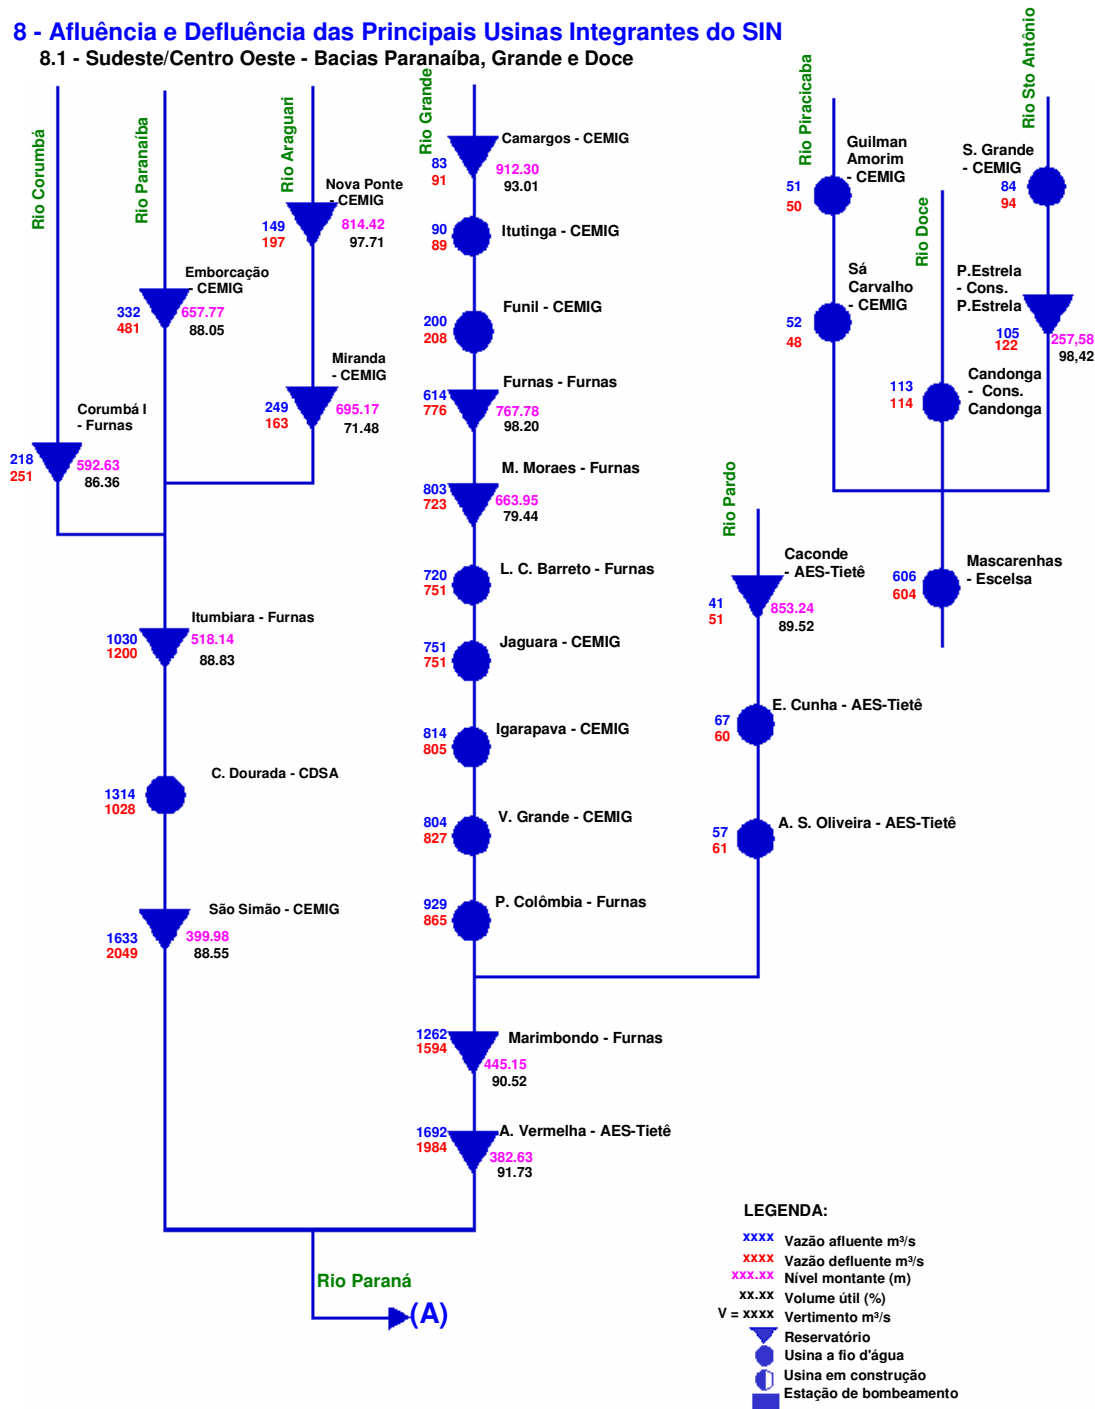 8 - Afluência e Defluência das Principais Usinas Integrantes do SIN
8.1 - Sudeste/Centro Oeste - Bacias Paranaíba, Grande e Doce
Rio Corumbá
Rio Paranaíba
Rio Araguari
Rio Grande
Rio Piracicaba
Rio Doce
Rio Sto Antônio
Rio Pardo
Corumbá I
- Furnas
218
251
592.63
86.36
Emborcação
- CEMIG
332
481
657.77
88.05
Nova Ponte
- CEMIG
149
197
814.42
97.71
Miranda
- CEMIG
249
163
695.17
71.48
Itumbiara - Furnas
1030
1200
518.14
88.83
C. Dourada - CDSA
1314
1028
São Simão - CEMIG
1633
2049
399.98
88.55
Camargos - CEMIG
83
91
912.30
93.01
Itutinga - CEMIG
90
89
Funil - CEMIG
200
208
Furnas - Furnas
614
776
767.78
98.20
M. Moraes - Furnas
803
723
663.95
79.44
L. C. Barreto - Furnas
720
751
Jaguara - CEMIG
751
751
Igarapava - CEMIG
814
805
V. Grande - CEMIG
804
827
P. Colômbia - Furnas
929
865
Marimbondo - Furnas
1262
1594
445.15
90.52
A. Vermelha - AES-Tietê
1692
1984
382.63
91.73
Caconde
- AES-Tietê
41
51
853.24
89.52
E. Cunha - AES-Tietê
67
60
A. S. Oliveira - AES-Tietê
57
61
Guilman
Amorim
- CEMIG
51
50
Sá
Carvalho
- CEMIG
52
48
S. Grande
- CEMIG
84
94
P.Estrela
- Cons.
P.Estrela
105
122
257,58
98,42
Candonga
- Cons.
Candonga
113
114
Mascarenhas
- Escelsa
606
604
Rio Paraná
(A)
LEGENDA:
xxxx Vazão afluente m³/s
xxxx Vazão defluente m³/s
xxx.xx Nível montante (m)
xx.xx Volume útil (%)
V = xxxx Vertimento m³/s
Reservatório
Usina a fio d'água
Usina em construção
Estação de bombeamento